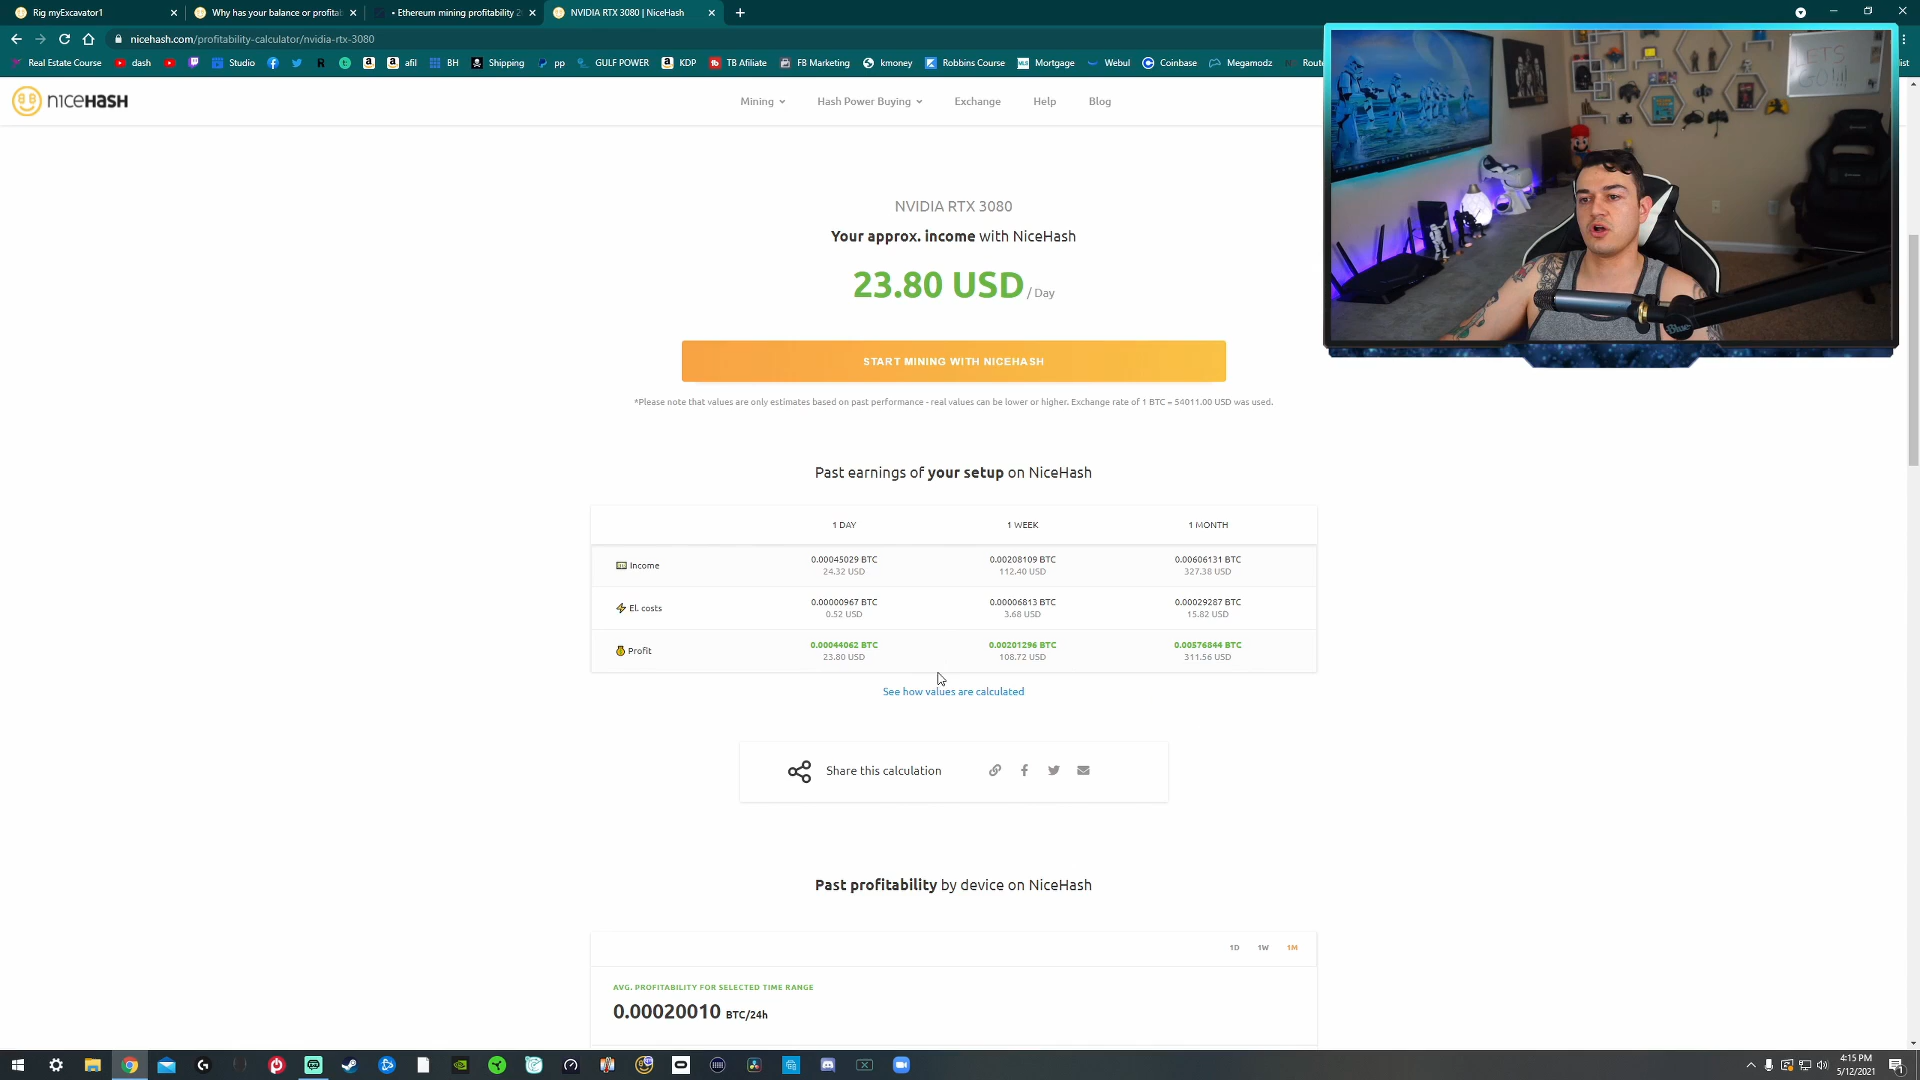 Rig myExcavator1
Why has your balance or profitab
• Ethereum mining profitability 2
NVIDIA RTX 3080 | NiceHash
nicehash.com/profitability-calculator/nvidia-rtx-3080
Real Estate Course
dash
Studio
afil
BH
Shipping
pp
GULF POWER
KDP
TB Afiliate
FB Marketing
kmoney
Robbins Course
Mortgage
Webul
Coinbase
Megamodz
Route
list
LETS GO!!!
NICEHASH
Mining
Hash Power Buying
Exchange
Help
Blog
NVIDIA RTX 3080
Your approx. income with NiceHash
23.80 USD / Day
START MINING WITH NICEHASH
*Please note that values are only estimates based on past performance - real values can be lower or higher. Exchange rate of 1 BTC = 54011.00 USD was used.
Past earnings of your setup on NiceHash
1 DAY 1 WEEK 1 MONTH
Income
0.00045029 BTC 0.00208109 BTC 0.00606131 BTC
24.32 USD 112.40 USD 327.38 USD
El. costs
0.00000967 BTC 0.00006813 BTC 0.00029287 BTC
0.52 USD 3.68 USD 15.82 USD
Profit
0.00044062 BTC 0.00201296 BTC 0.00576844 BTC
23.80 USD 108.72 USD 311.56 USD
See how values are calculated
Share this calculation
Past profitability by device on NiceHash
1D 1W 1M
AVG. PROFITABILITY FOR SELECTED TIME RANGE
0.00020010 BTC/24h
4:15 PM
5/12/2021